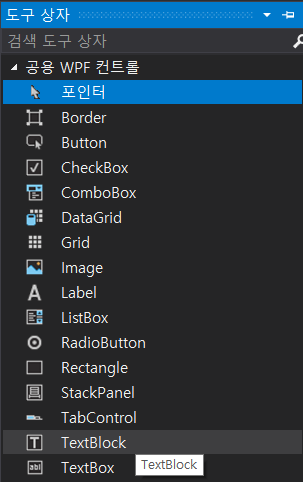 도구 상자
검색 도구 상자
공용 WPF 컨트롤
포인터
Border
Button
CheckBox
ComboBox
DataGrid
Grid
Image
A Label
ListBox
RadioButton
Rectangle
StackPanel
TabControl
T TextBlock
TextBlock
abl TextBox